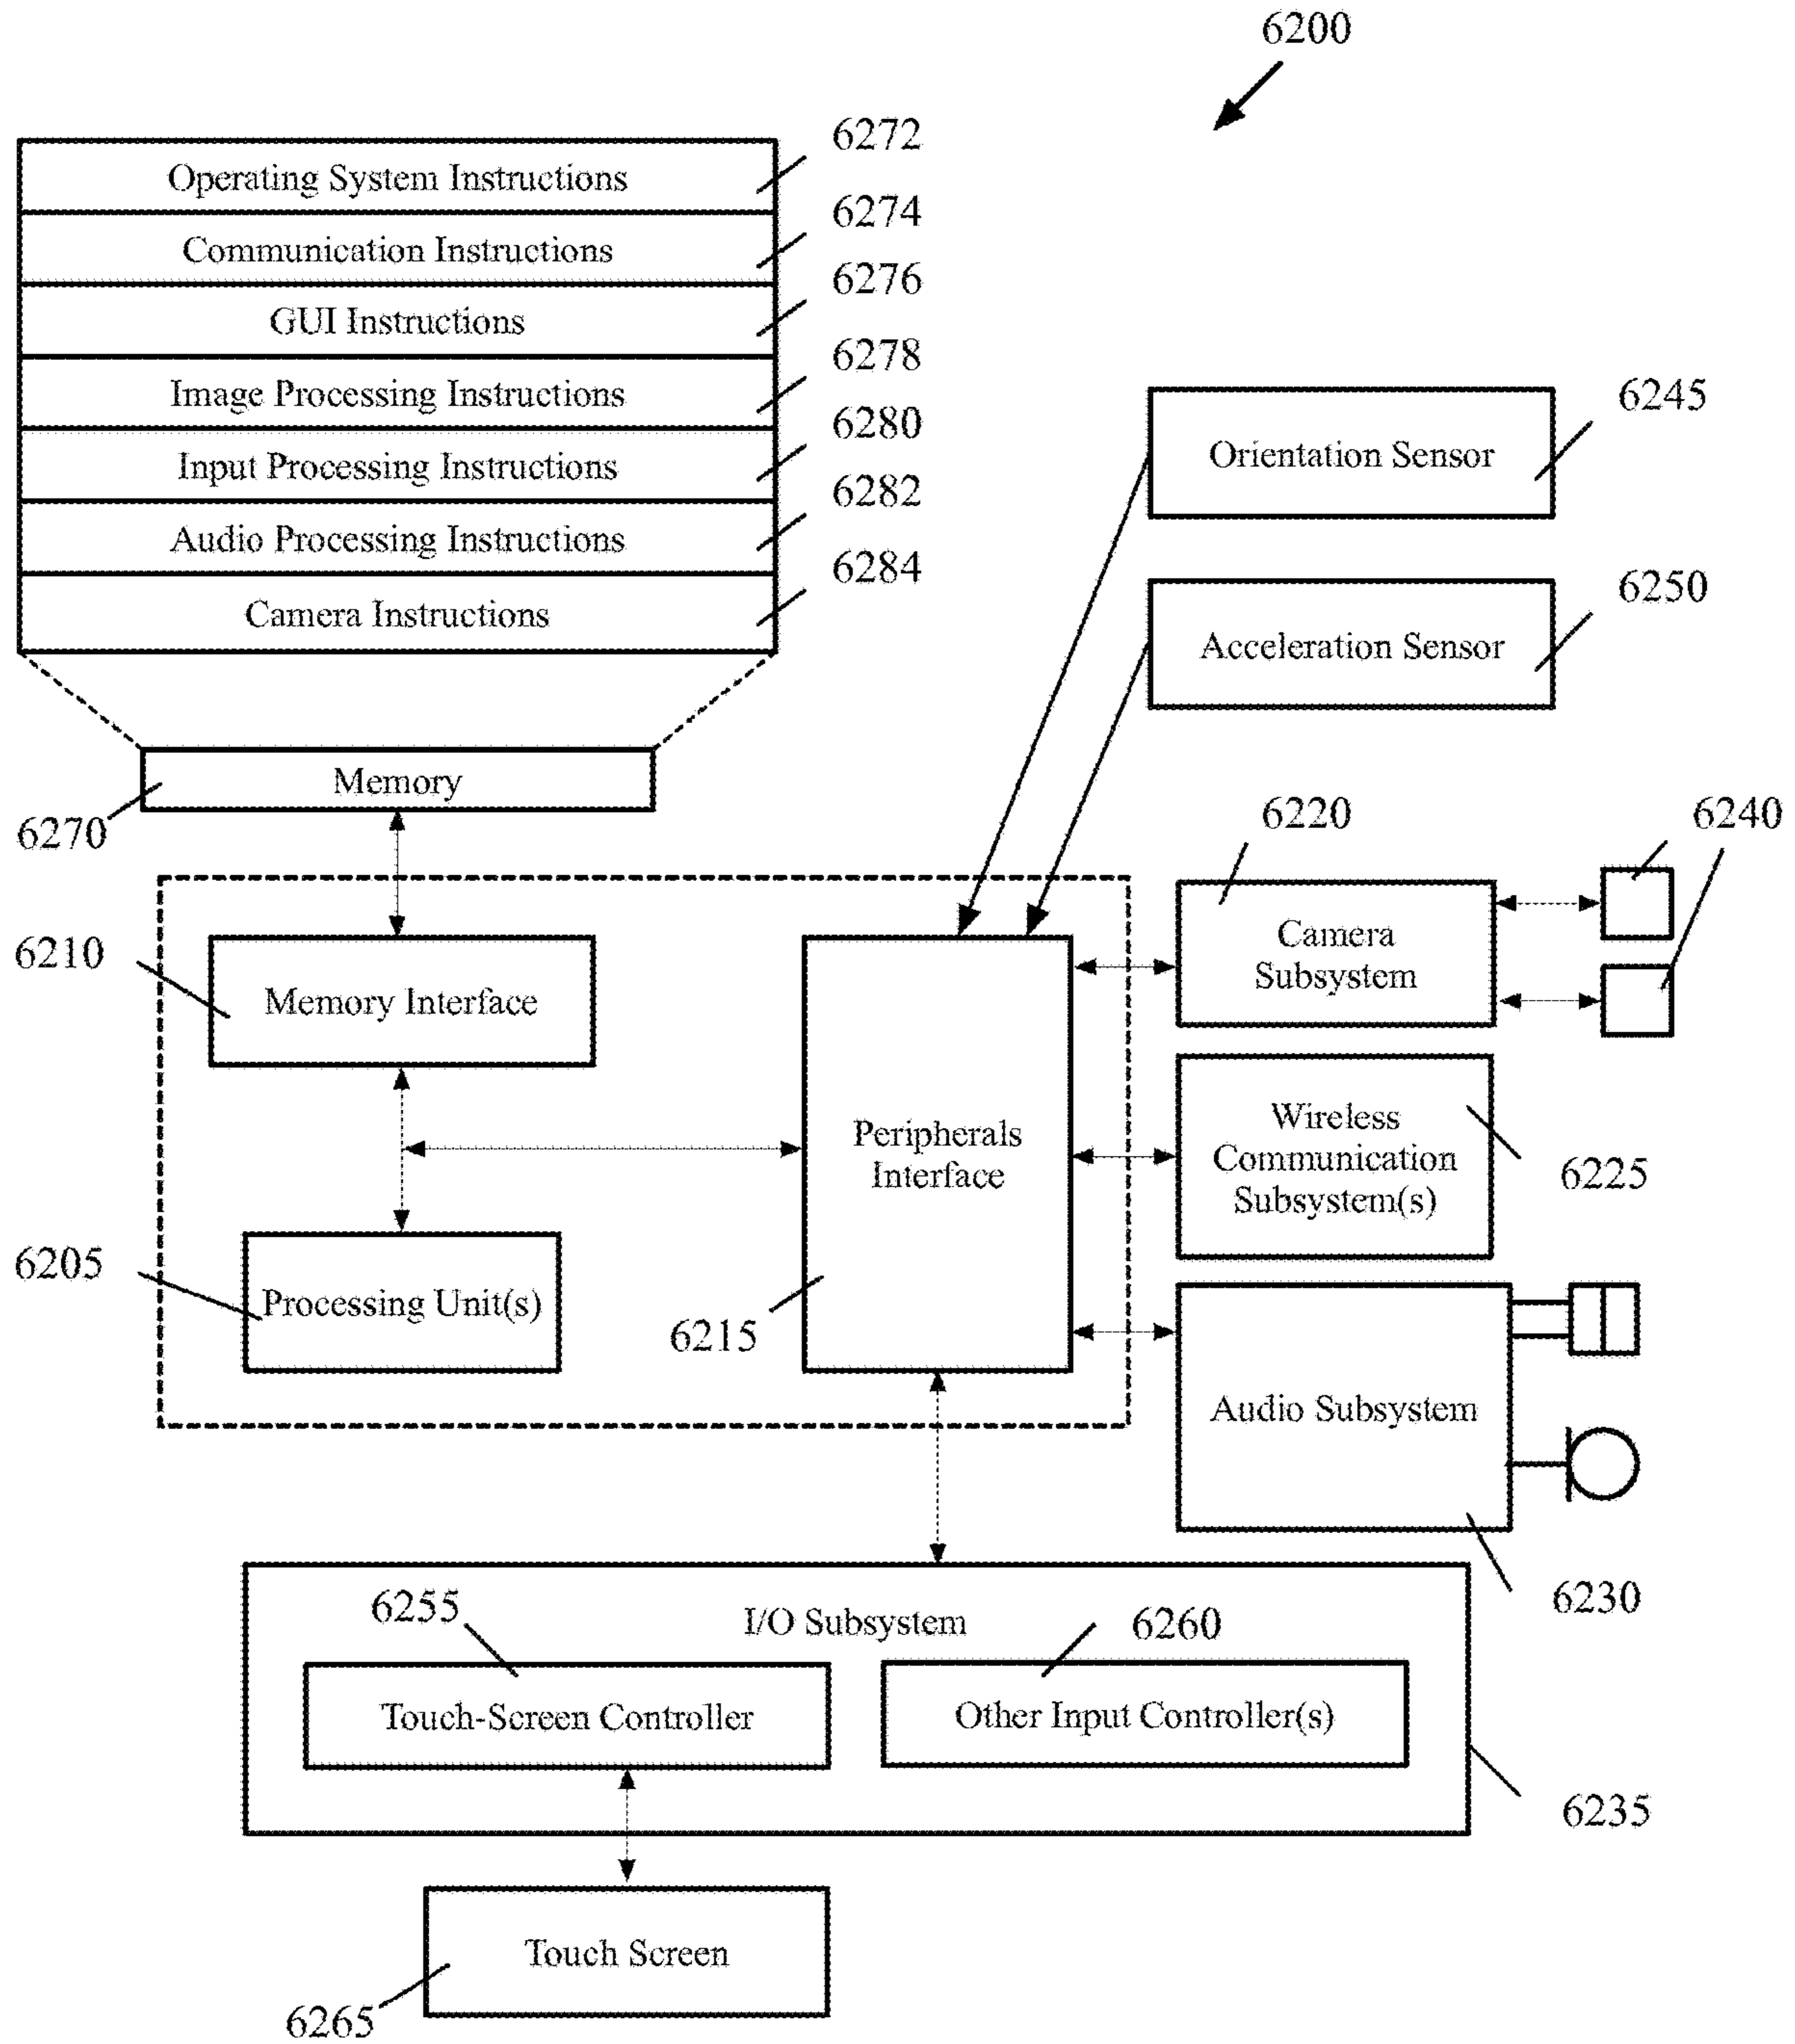 6200
6272
Operating System Instructions
6274
Communication Instructions
6276
GUI Instructions
6278
Image Processing Instructions
6280
Input Processing Instructions
6282
Audio Processing Instructions
6284
Camera Instructions
6245
Orientation Sensor
6250
Acceleration Sensor
Memory
6270
6220
6240
Camera
Subsystem
6210
Memory Interface
Peripherals
Interface
Wireless
Communication
Subsystem(s)
6225
6205
Processing Unit(s)
6215
Audio Subsystem
6230
6255
I/O Subsystem
6260
Touch-Screen Controller
Other Input Controller(s)
6235
Touch Screen
6265